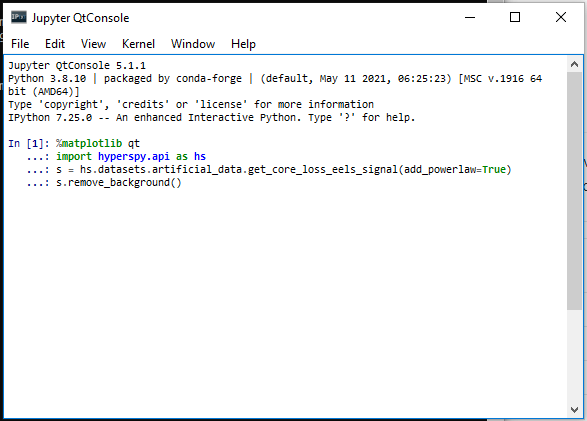 Jupyter QtConsole
File Edit View Kernel Window Help
Jupyter QtConsole 5.1.1
Python 3.8.10 | packaged by conda-forge | (default, May 11 2021, 06:25:23) [MSC v.1916 64
bit (AMD64)]
Type 'copyright', 'credits' or 'license' for more information
IPython 7.25.0 -- An enhanced Interactive Python. Type '?' for help.
In [1]: %matplotlib qt
...: import hyperspy.api as hs
...: s = hs.datasets.artificial_data.get_core_loss_eels_signal(add_powerlaw=True)
...: s.remove_background()